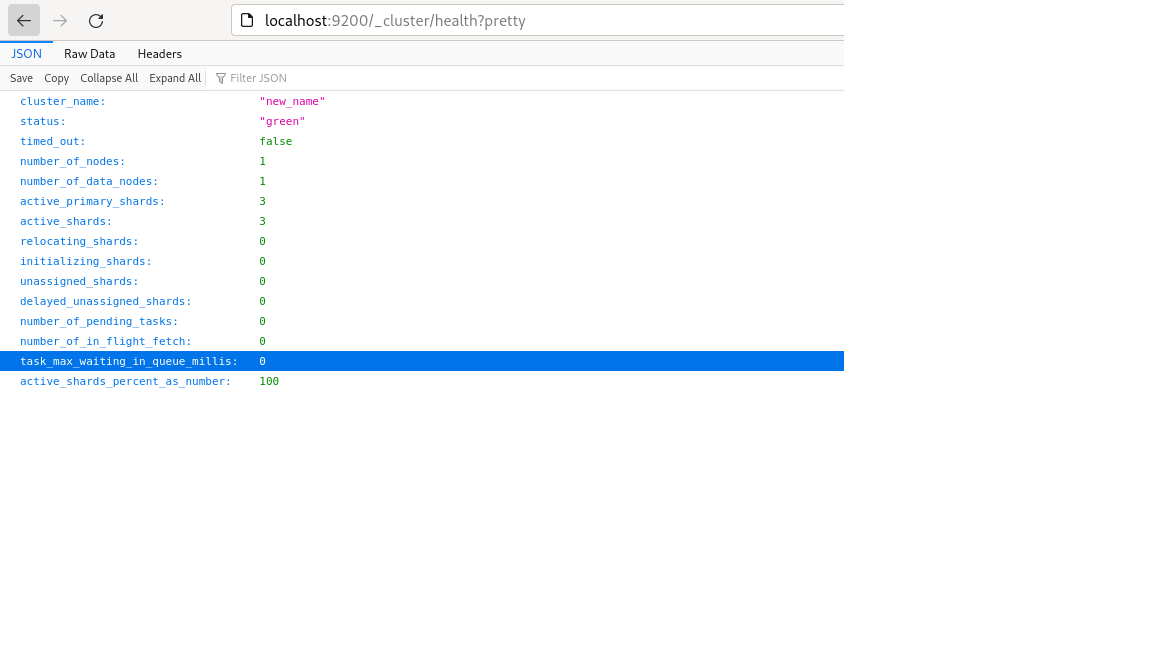 localhost:9200/_cluster/health?pretty
JSON Raw Data Headers
Save Copy Collapse All Expand All Filter JSON
cluster_name: "new_name"
status: "green"
timed_out: false
number_of_nodes: 1
number_of_data_nodes: 1
active_primary_shards: 3
active_shards: 3
relocating_shards: 0
initializing_shards: 0
unassigned_shards: 0
delayed_unassigned_shards: 0
number_of_pending_tasks: 0
number_of_in_flight_fetch: 0
task_max_waiting_in_queue_millis: 0
active_shards_percent_as_number: 100